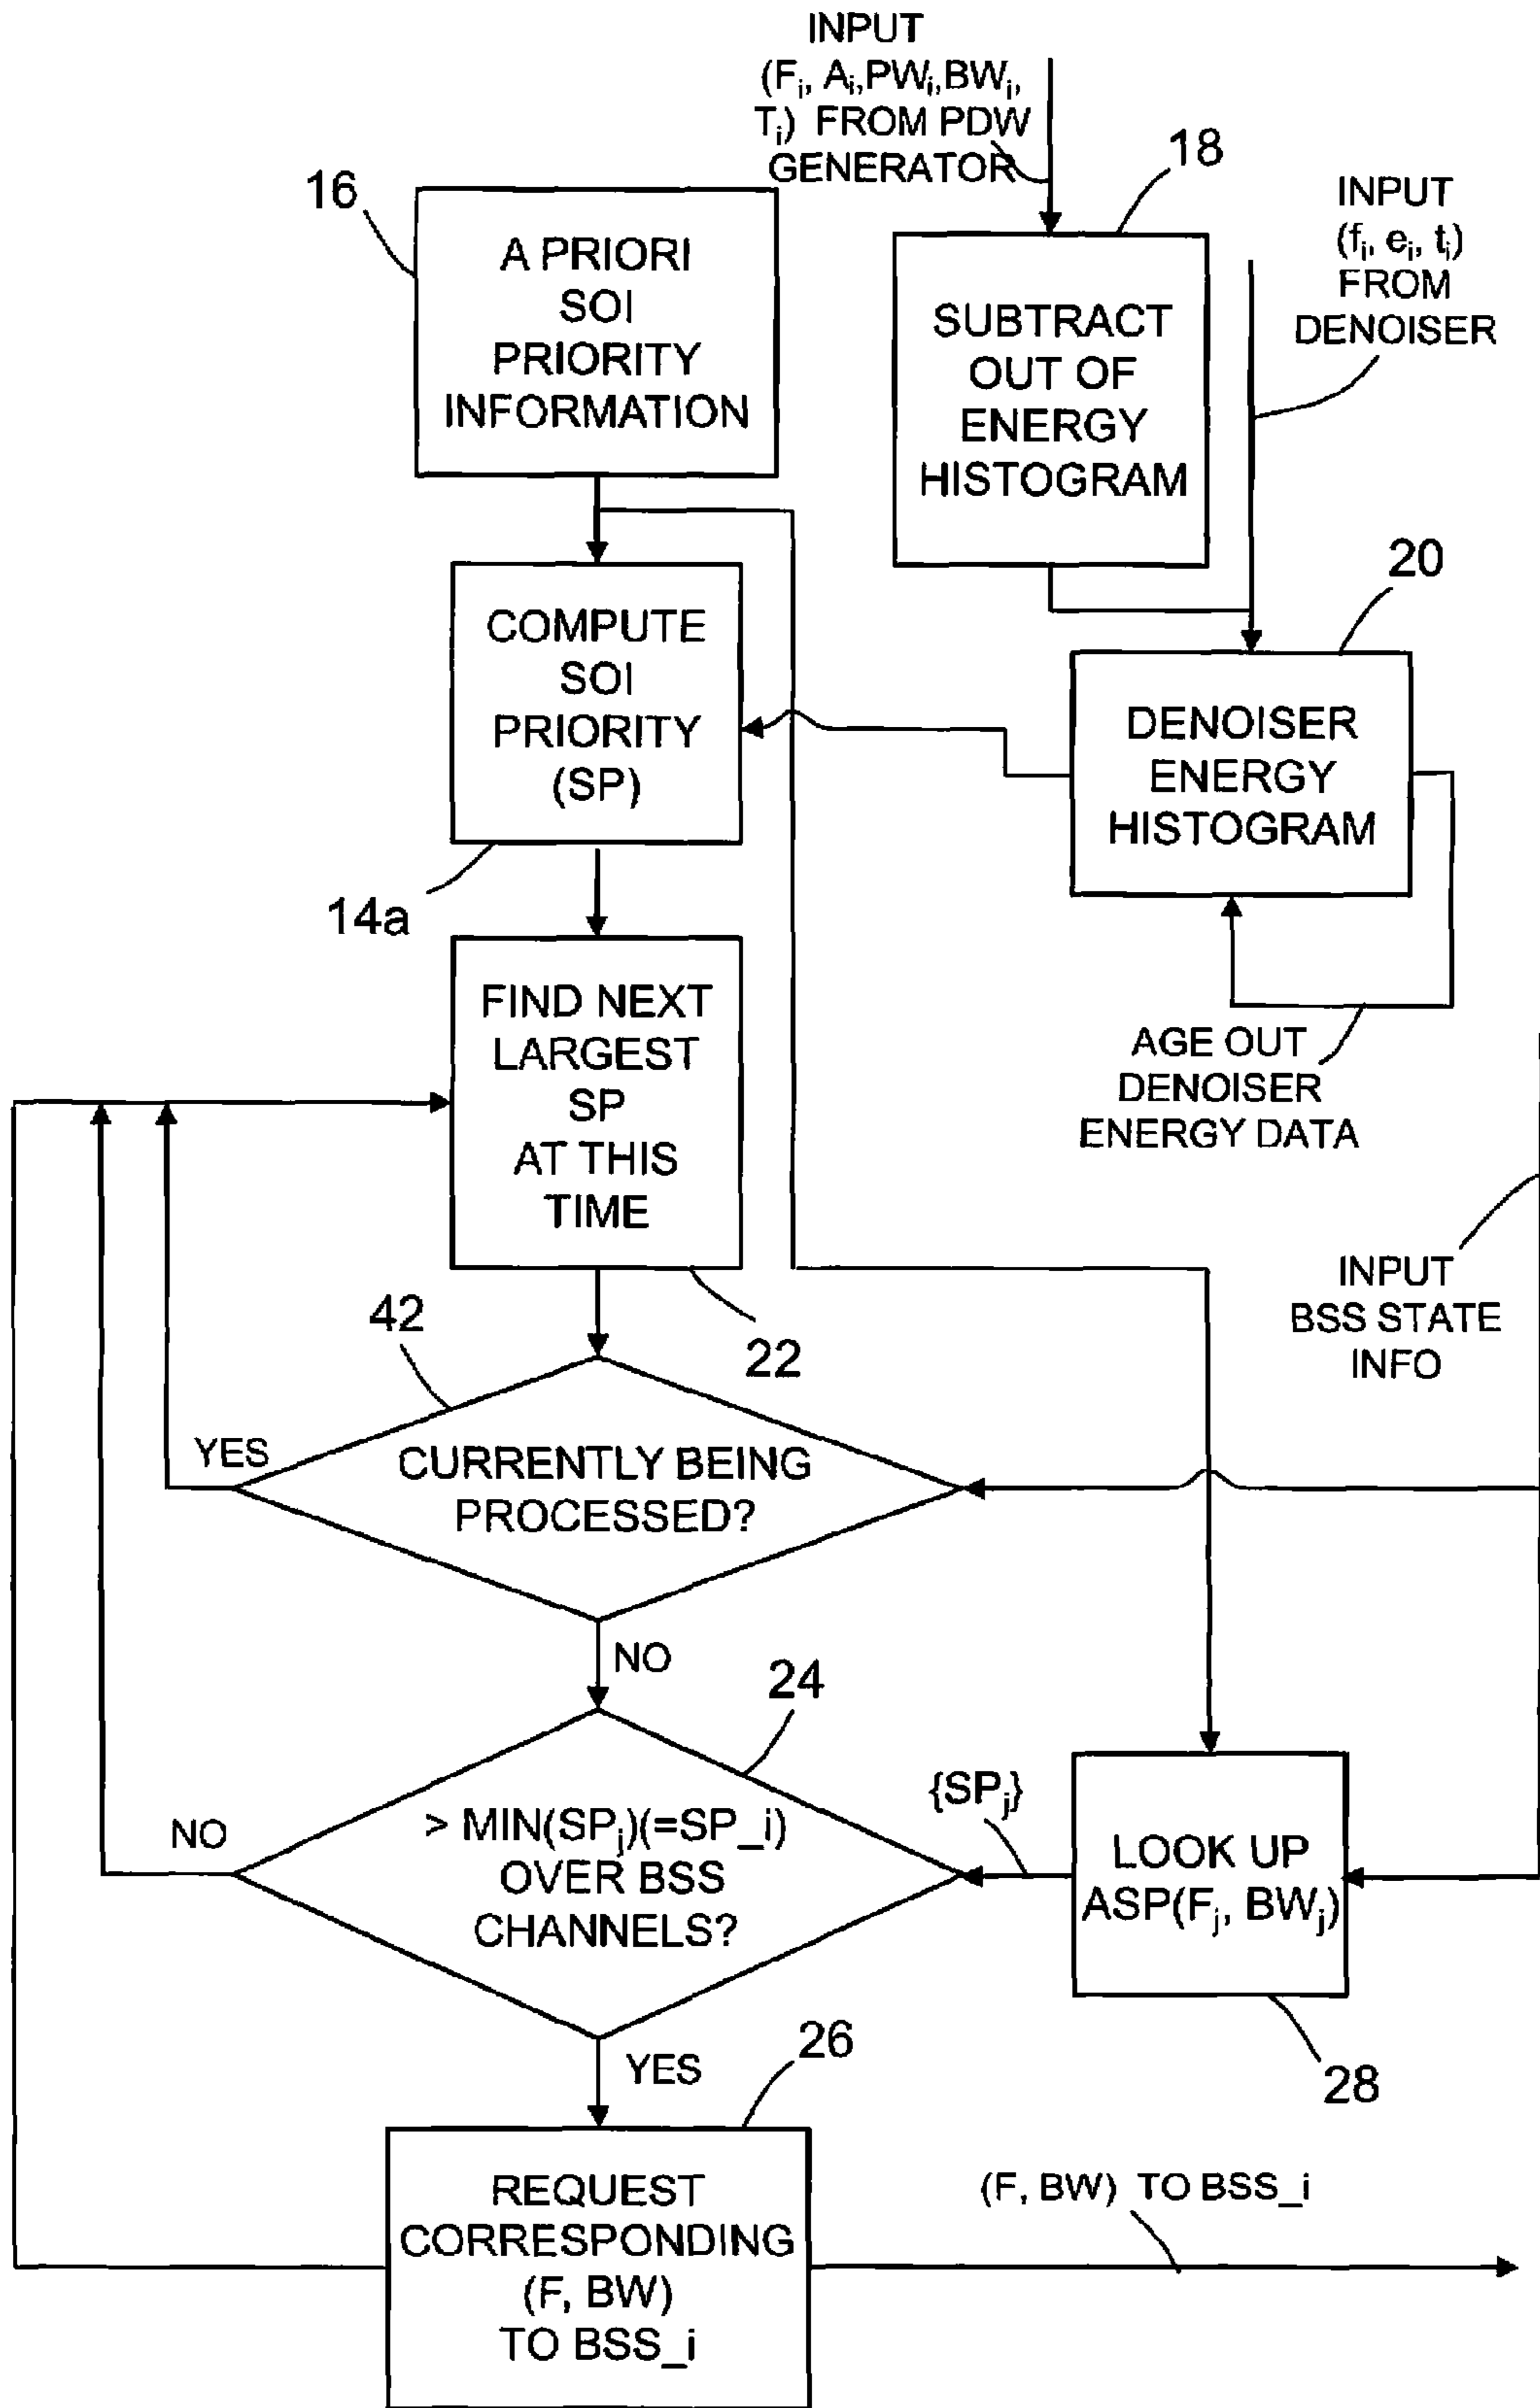 INPUT
(Fi, Ai,PWi,BWi,
Ti) FROM PDW
GENERATOR
18
16
INPUT
(fi, ei, ti)
FROM
DENOISER
A PRIORI
SOI
PRIORITY
INFORMATION
SUBTRACT
OUT OF
ENERGY
HISTOGRAM
20
COMPUTE
SOI
PRIORITY
(SP)
14a
DENOISER
ENERGY
HISTOGRAM
AGE OUT
DENOISER
ENERGY DATA
FIND NEXT
LARGEST
SP
AT THIS
TIME
22
INPUT
BSS STATE
INFO
42
YES
CURRENTLY BEING
PROCESSED?
NO
24
NO
> MIN(SPj)(=SP_i)
OVER BSS
CHANNELS?
{SPj}
LOOK UP
ASP(Fj, BWj)
28
YES
26
REQUEST
CORRESPONDING
(F, BW)
TO BSS_i
(F, BW) TO BSS_i